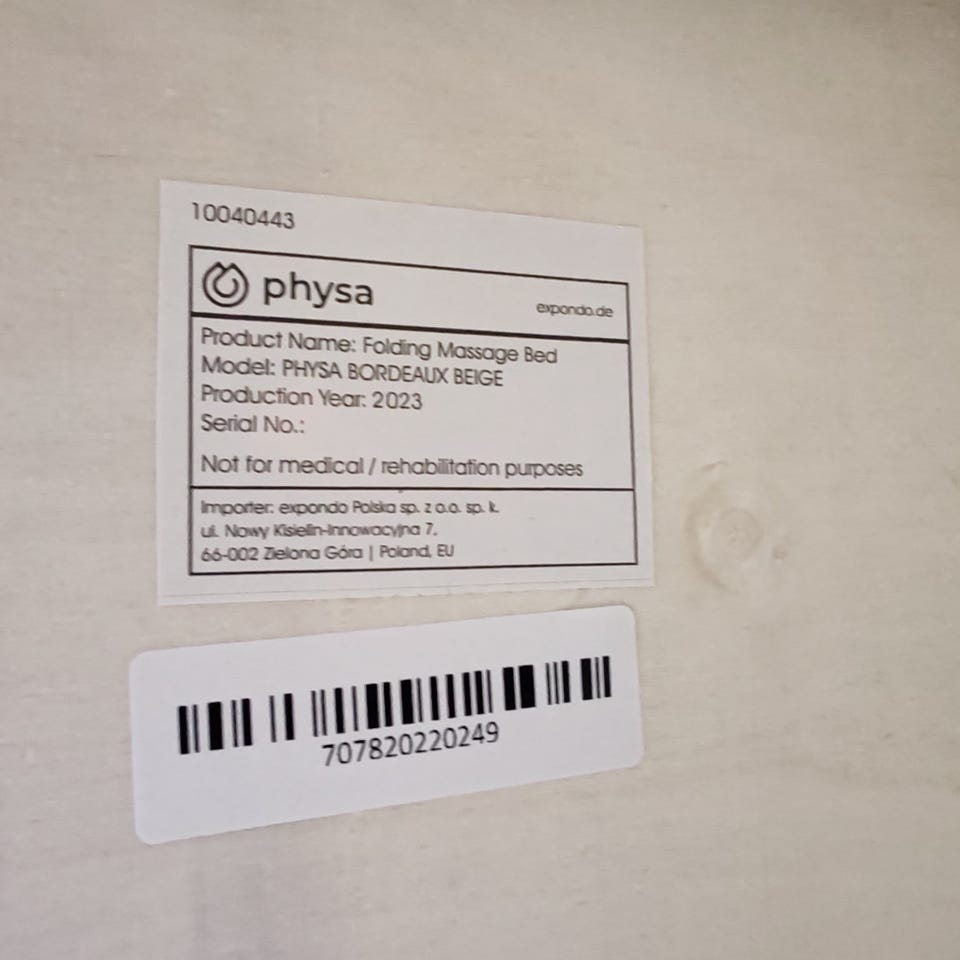 10040443
physa
expondo.de
Product Name: Folding Massage Bed
Model: PHYSA BORDEAUX BEIGE
Production Year: 2023
Serial No.:
Not for medical / rehabilitation purposes
Importer: expondo Polska sp. z o.o. sp. k.
ul. Nowy Kisielin-Innowacyjna 7,
66-002 Zielona Góra | Poland, EU
707820220249